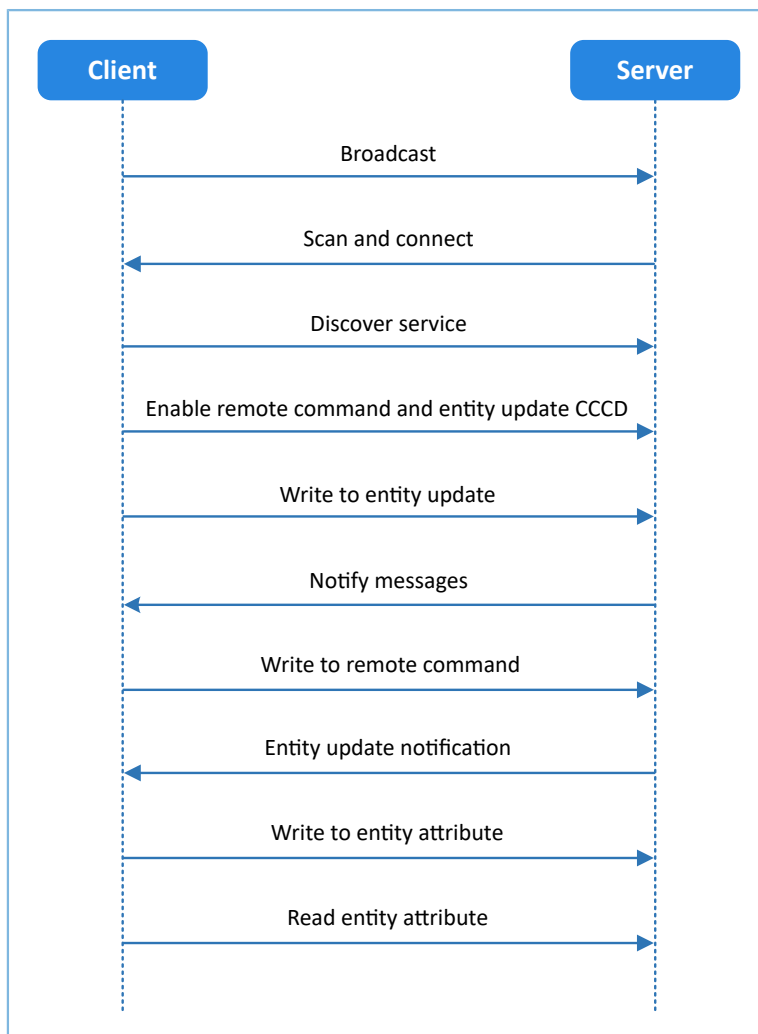 Client
Server
Broadcast
Scan and connect
Discover service
Enable remote command and entity update CCCD
Write to entity update
Notify messages
Write to remote command
Entity update notification
Write to entity attribute
Read entity attribute